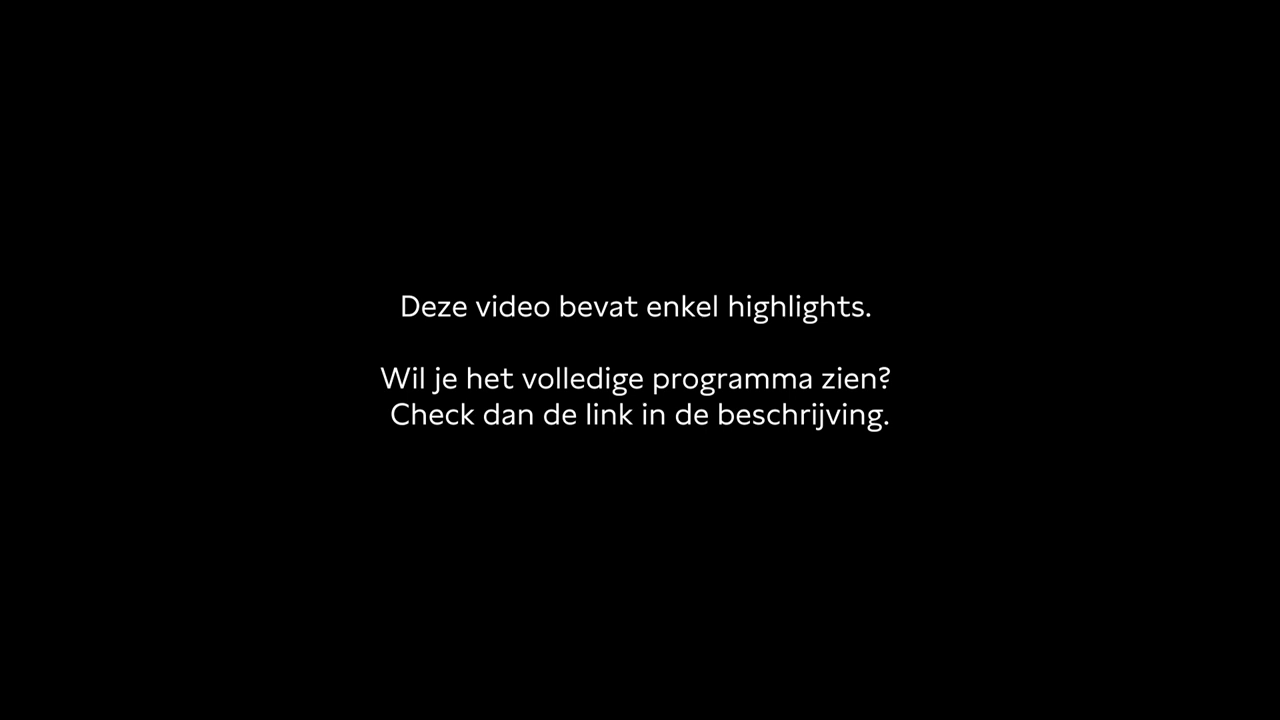 Deze video bevat enkel highlights.
Wil je het volledige programma zien?
Check dan de link in de beschrijving.